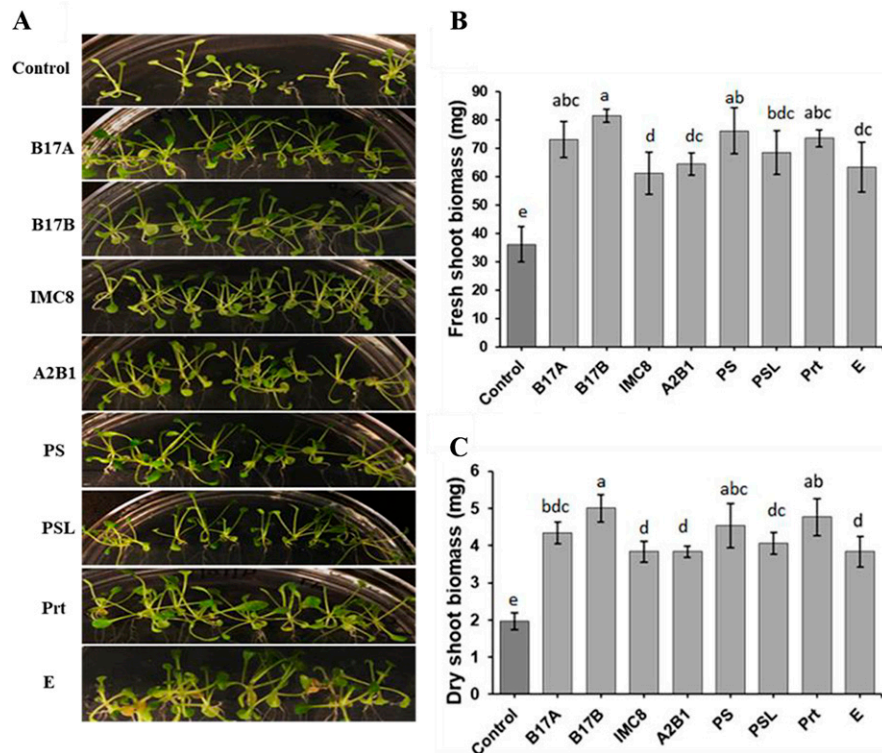 A
Control
B17A
B17B
IMC8
A2B1
PS
PSL
Prt
E
B
Fresh shoot biomass (mg)
90
80
70
60
50
40
30
20
10
0
e
abc
a
d
dc
ab
bdc
abc
dc
Control
B17A
B17B
IMC8
A2B1
PS
PSL
Prt
E
C
Dry shoot biomass (mg)
6
5
4
3
2
1
0
e
bdc
a
d
d
abc
dc
ab
d
Control
B17A
B17B
IMC8
A2B1
PS
PSL
Prt
E